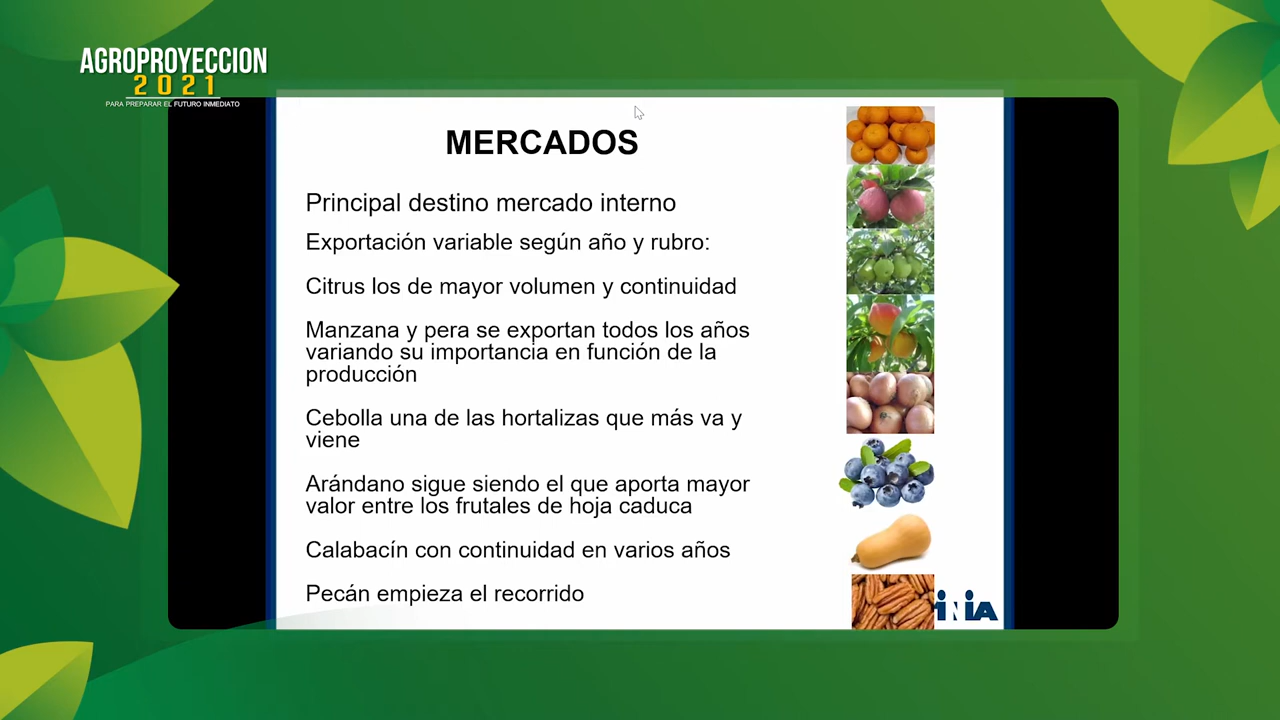 AGROPROYECCION
2021
PARA PREPARAR EL FUTURO INMEDIATO
MERCADOS
Principal destino mercado interno
Exportación variable según año y rubro:
Citrus los de mayor volumen y continuidad
Manzana y pera se exportan todos los años
variando su importancia en función de la
producción
Cebolla una de las hortalizas que más va y
viene
Arándano sigue siendo el que aporta mayor
valor entre los frutales de hoja caduca
Calabacín con continuidad en varios años
Pecán empieza el recorrido
iNiA